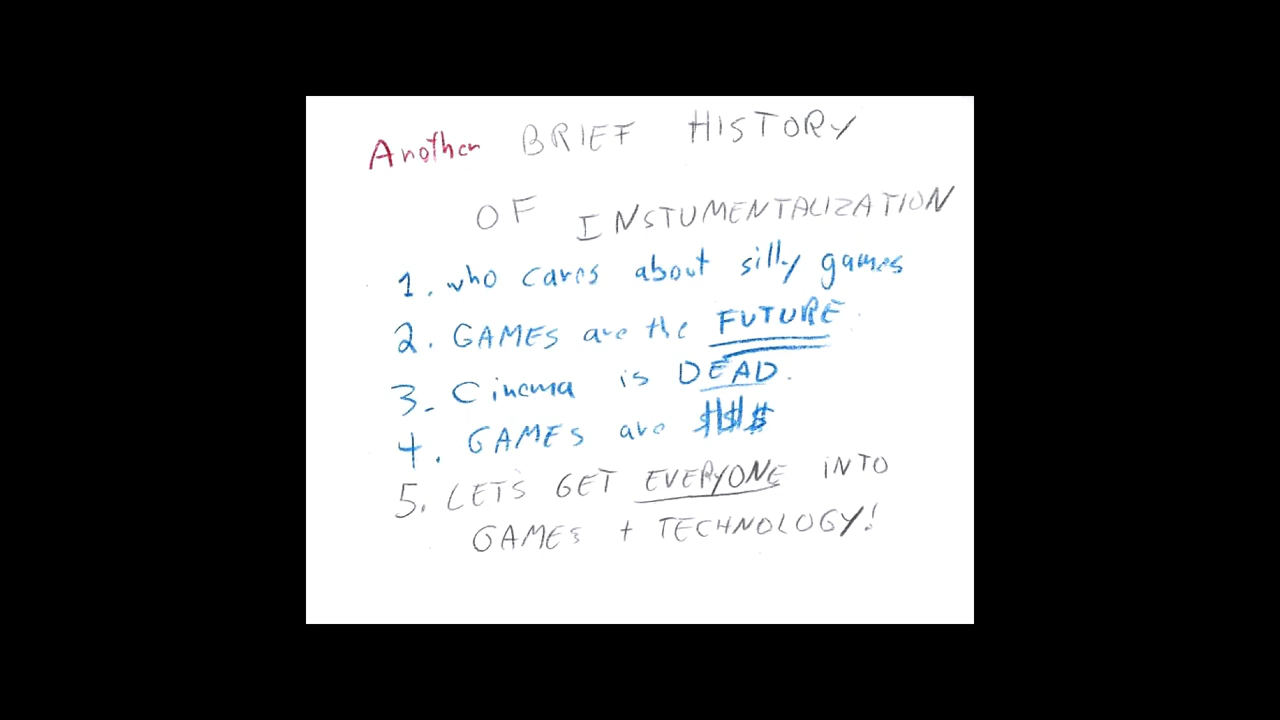 Another BRIEF HISTORY
OF INSTUMENTALIZATION
1. who cares about silly games
2. GAMES are the FUTURE
3. Cinema is DEAD.
4. GAMES are $$$
5. LETS GET EVERYONE INTO
GAMES + TECHNOLOGY!